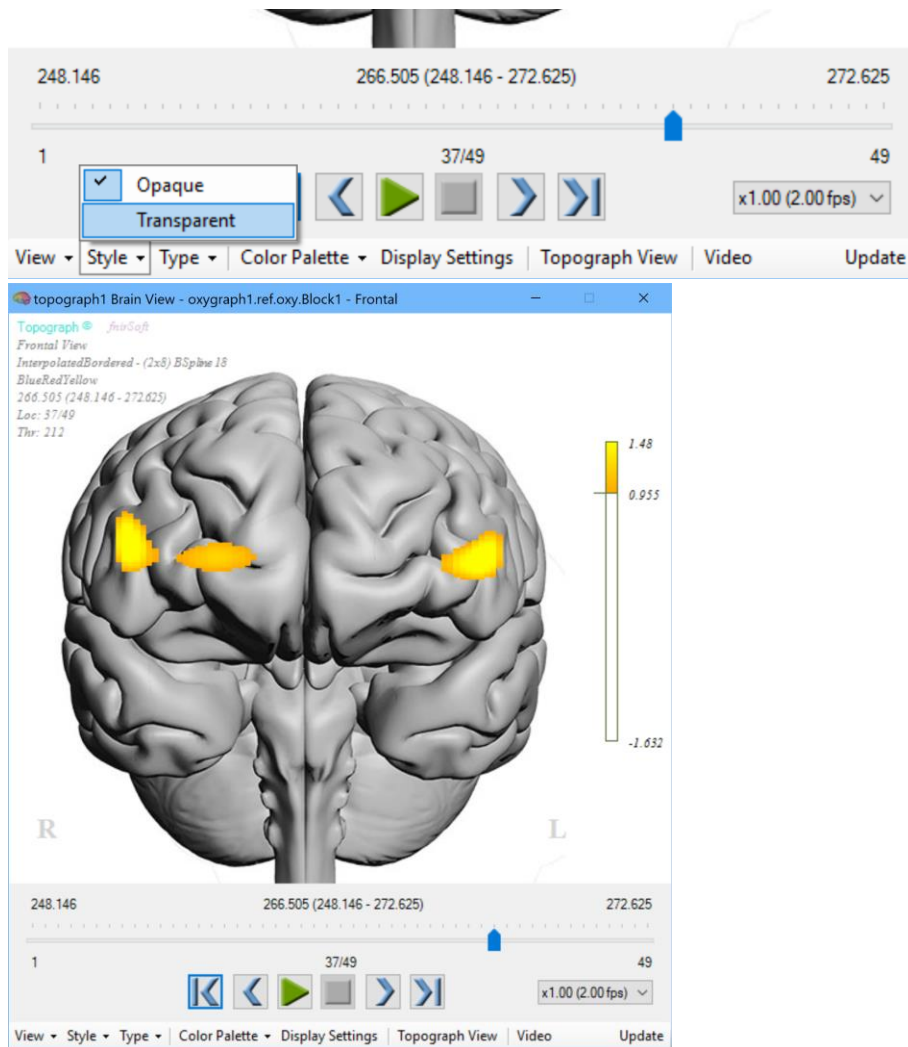 248.146 266.505 (248.146 - 272.625) 272.625
1 37/49 49
Opaque
Transparent
x1.00 (2.00 fps)
View Style Type Color Palette Display Settings Topograph View Video Update
topograph1 Brain View - oxygraph1.ref.oxy.Block1 - Frontal
Topograph ® fnirSoft
Frontal View
InterpolatedBordered - (2x8) BSpline 18
BlueRedYellow
266.505 (248.146 - 272.625)
Loc: 37/49
Thr: 212
1.48
0.955
-1.632
R L
248.146 266.505 (248.146 - 272.625) 272.625
1 37/49 49
x1.00 (2.00 fps)
View Style Type Color Palette Display Settings Topograph View Video Update